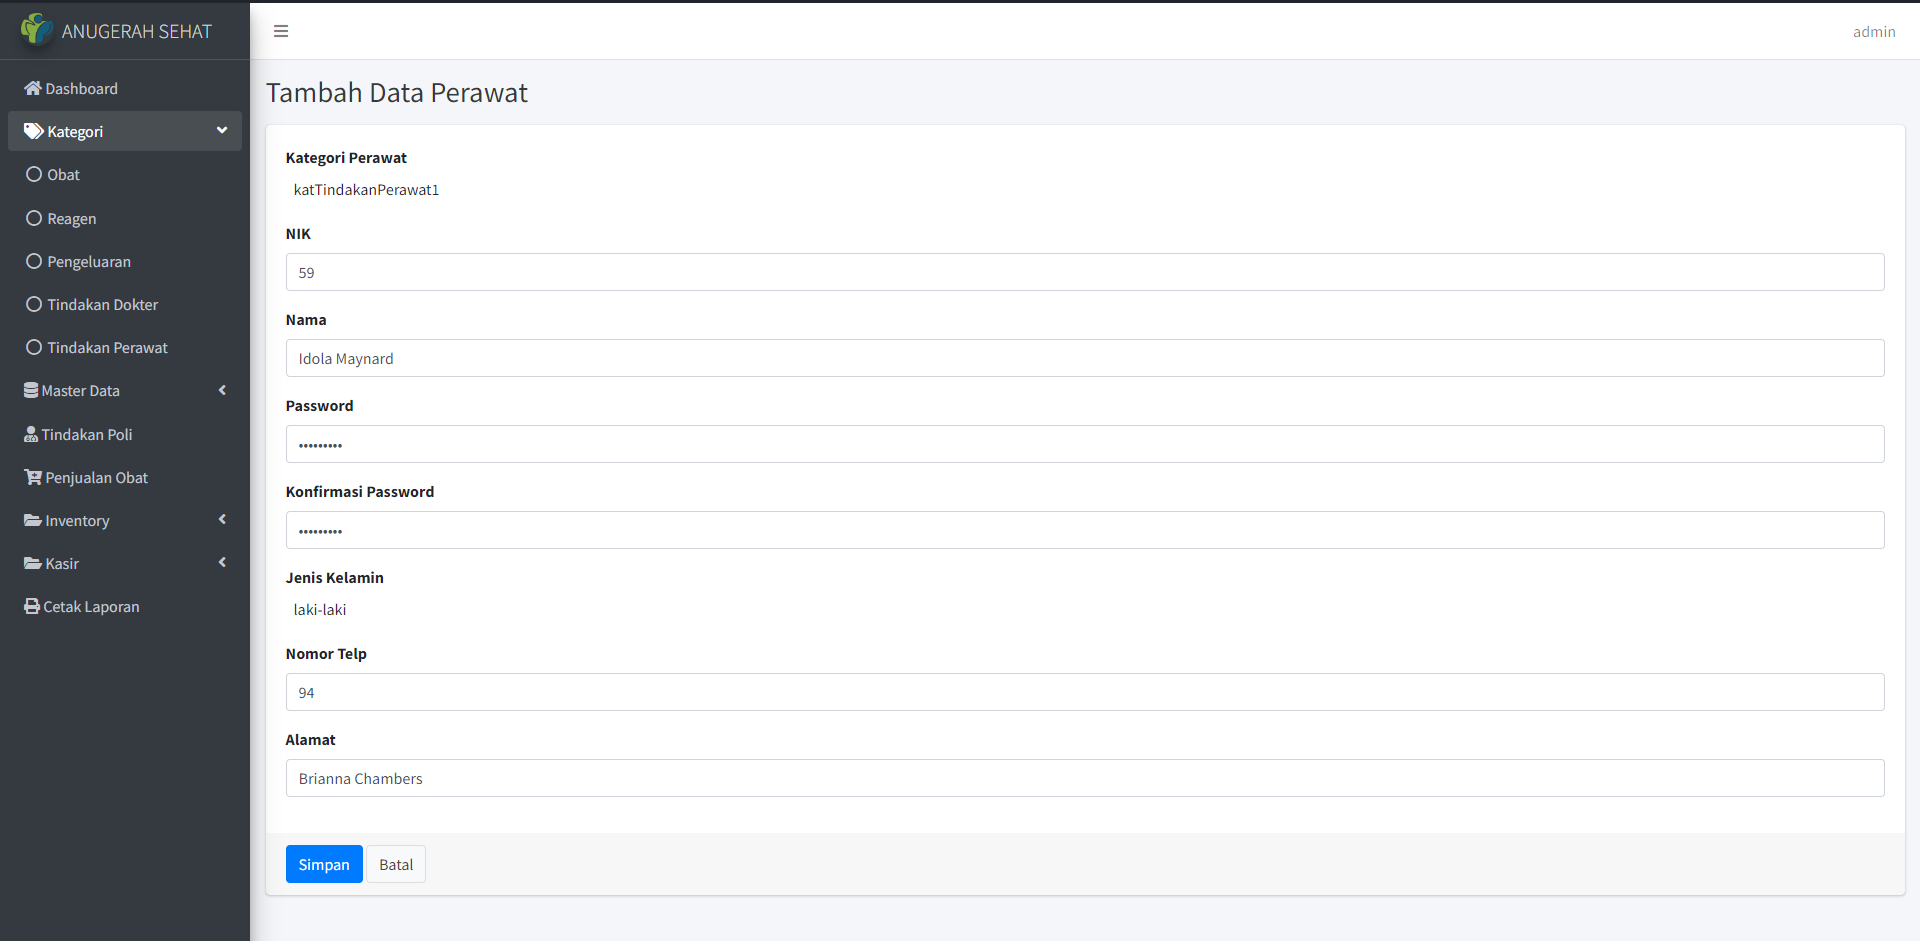 ANUGERAH SEHAT
admin
Dashboard
Kategori
Obat
Reagen
Pengeluaran
Tindakan Dokter
Tindakan Perawat
Master Data
Tindakan Poli
Penjualan Obat
Inventory
Kasir
Cetak Laporan
Tambah Data Perawat
Kategori Perawat
katTindakanPerawat1
NIK
59
Nama
Idola Maynard
Password
•••••••••
Konfirmasi Password
•••••••••
Jenis Kelamin
laki-laki
Nomor Telp
94
Alamat
Brianna Chambers
Simpan Batal